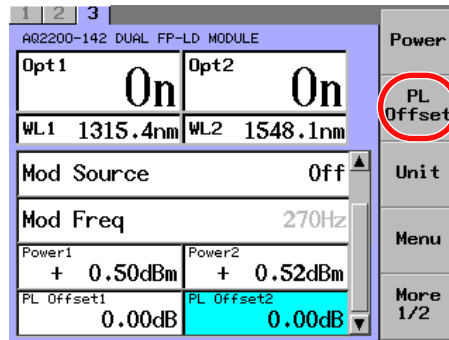 1 2 3
AQ2200-142 DUAL FP-LD MODULE
Opt1 On Opt2 On
WL1 1315.4nm WL2 1548.1nm
Mod Source Off
Mod Freq 270Hz
Power1 Power2
+ 0.50dBm + 0.52dBm
PL Offset1 PL Offset2
0.00dB 0.00dB
Power
PL
Offset
Unit
Menu
More
1/2